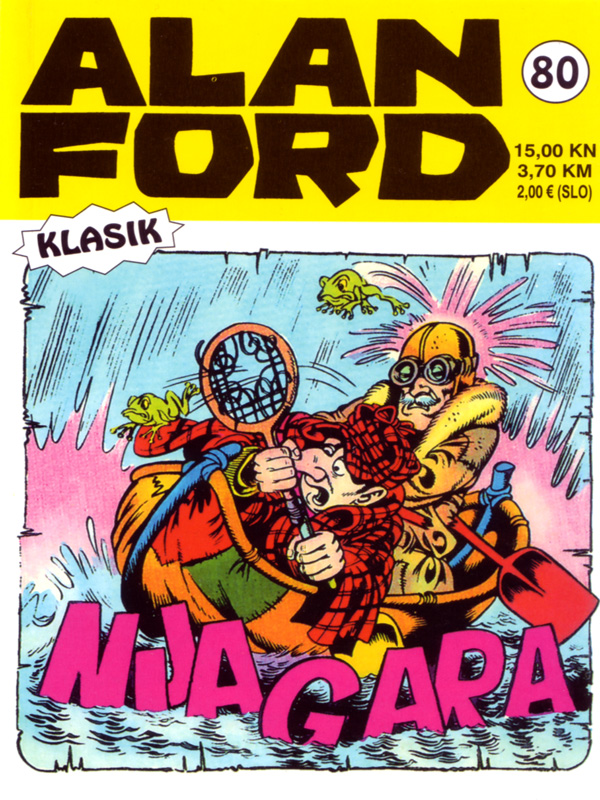 ALAN
FORD
80
15,00 KN
3,70 KM
2,00 € (SLO)
KLASIK
NIJAGARA